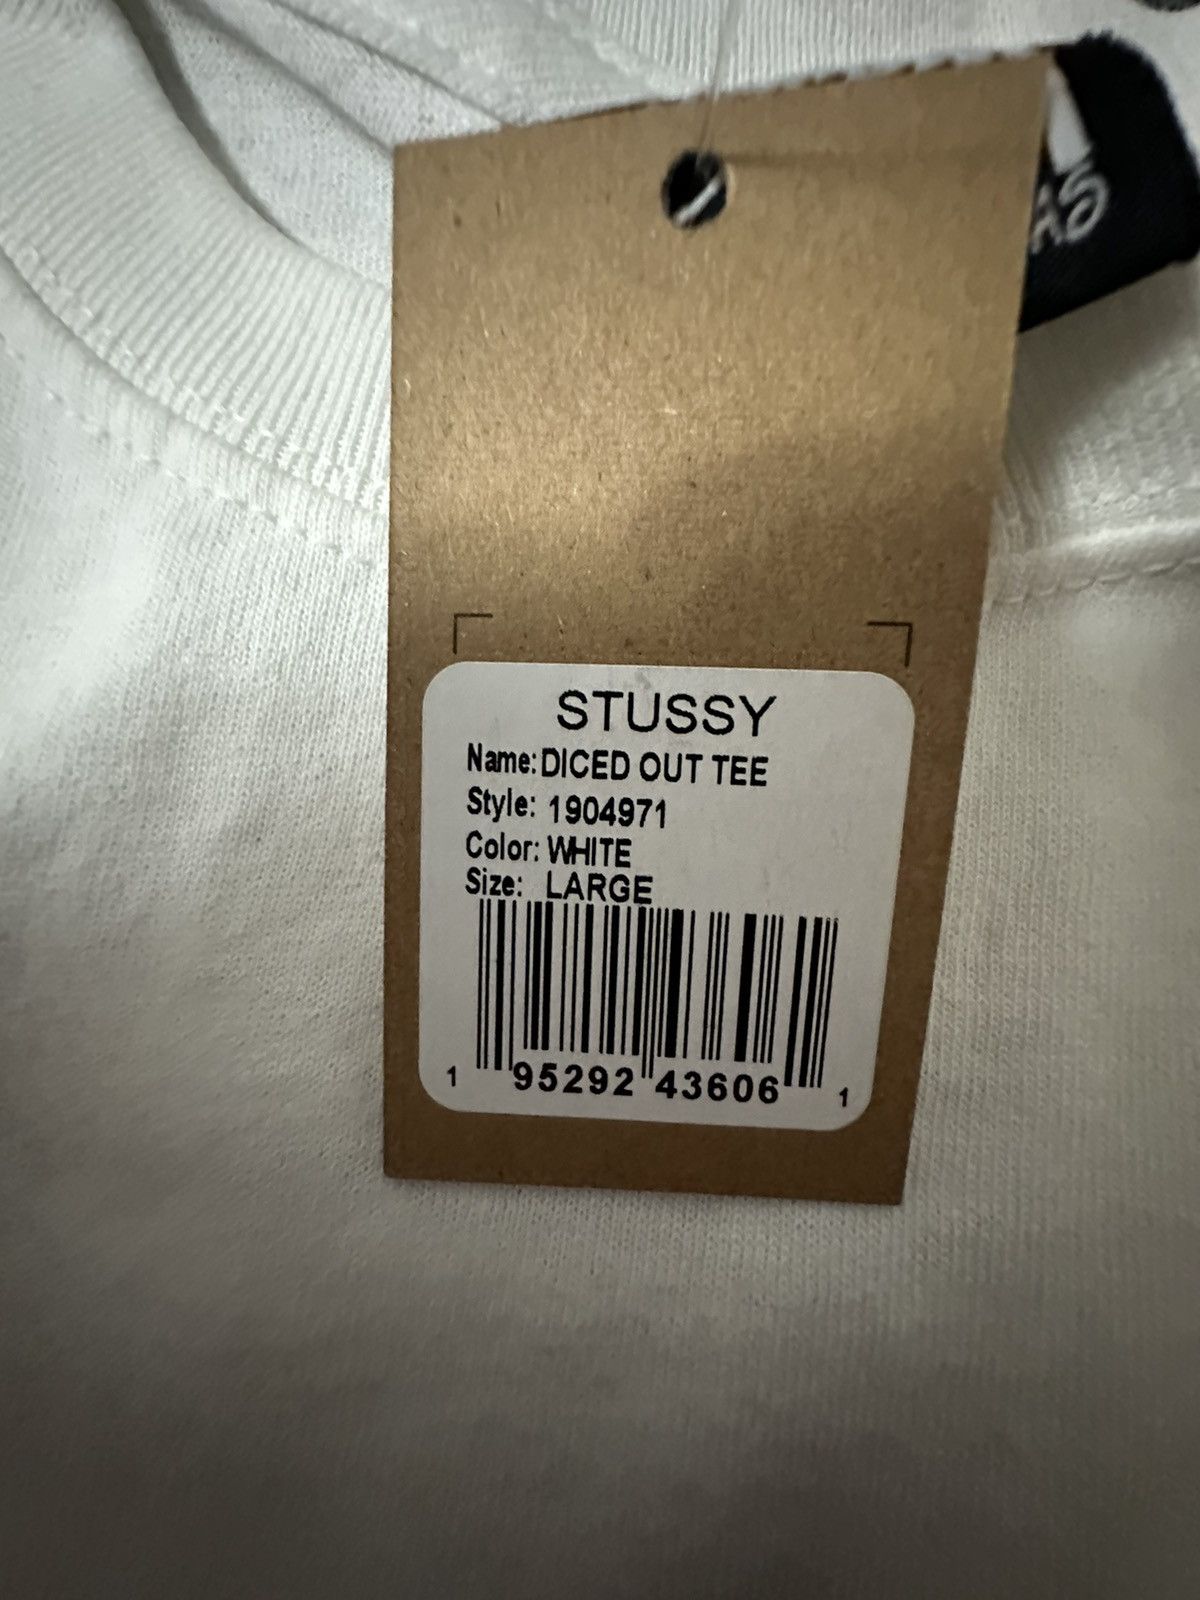 STUSSY
Name: DICED OUT TEE
Style: 1904971
Color: WHITE
Size: LARGE
1 95292 43606 1